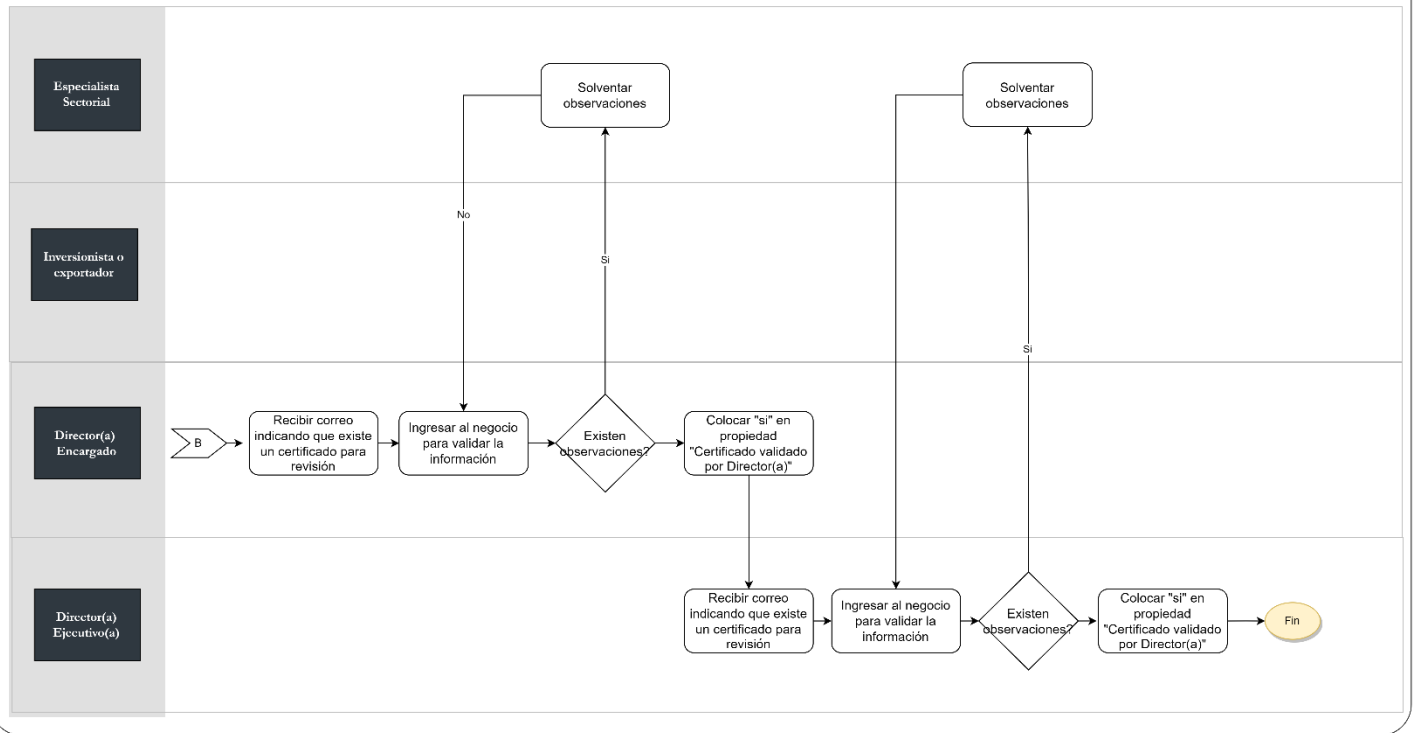 Especialista
Sectorial
Solventar
observaciones
Solventar
observaciones
No
Inversionista o
exportador
Si
Si
Director(a)
Encargado
B
Recibir correo
indicando que existe
un certificado para
revisión
Ingresar al negocio
para validar la
información
Existen
observaciones?
Colocar "si" en
propiedad
"Certificado validado
por Director(a)"
Director(a)
Ejecutivo(a)
Recibir correo
indicando que existe
un certificado para
revisión
Ingresar al negocio
para validar la
información
Existen
observaciones?
Colocar "si" en
propiedad
"Certificado validado
por Director(a)"
Fin